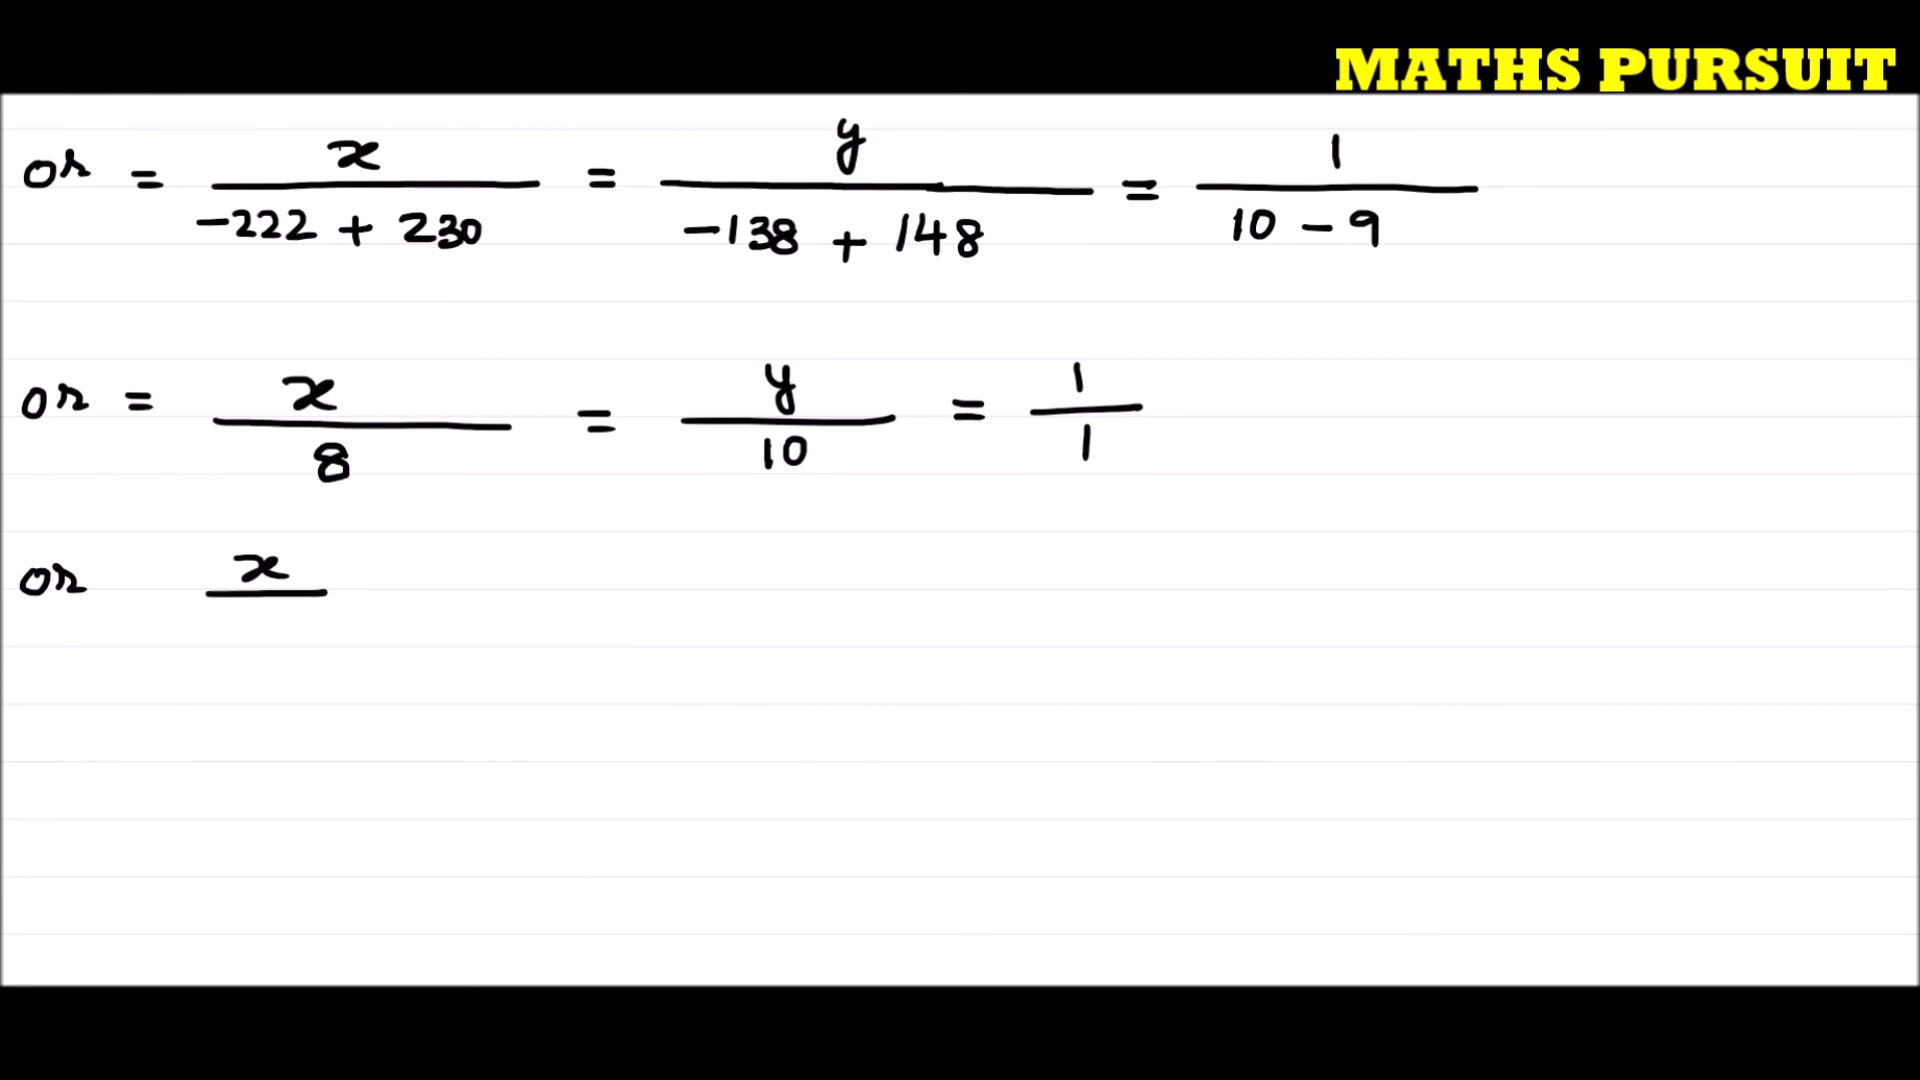 MATHS PURSUIT
or = x/(-222 + 230) = y/(-138 + 148) = 1/(10 - 9)
or = x/8 = y/10 = 1/1
or x/